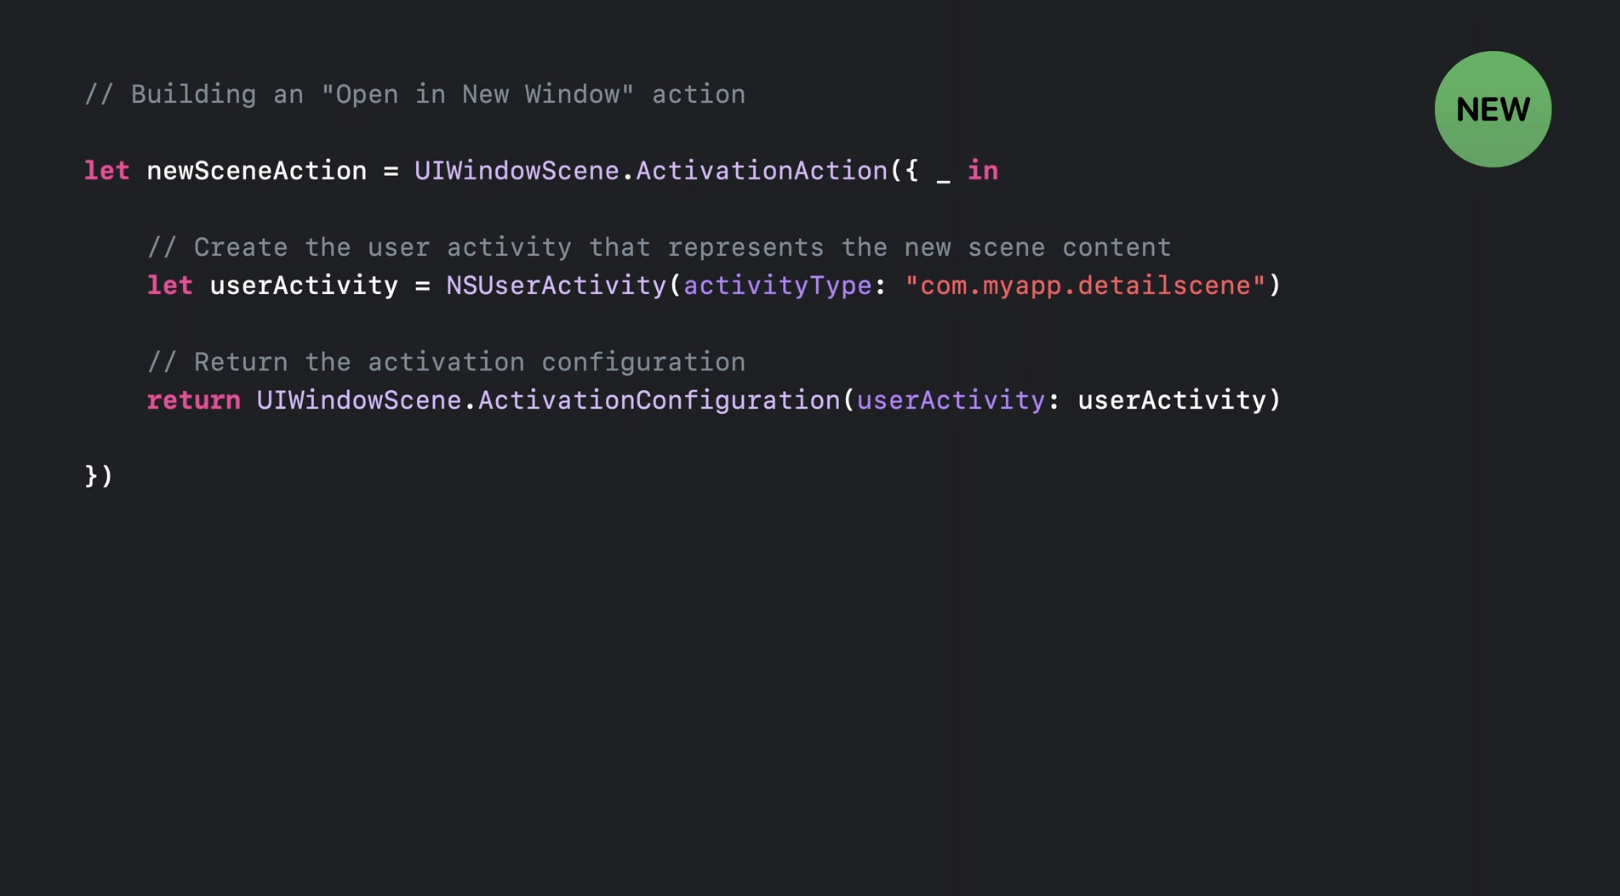 // Building an "Open in New Window" action
NEW
let newSceneAction = UIWindowScene.ActivationAction({ _ in
// Create the user activity that represents the new scene content
let userActivity = NSUserActivity(activityType: "com.myapp.detailscene")
// Return the activation configuration
return UIWindowScene.ActivationConfiguration(userActivity: userActivity)
})